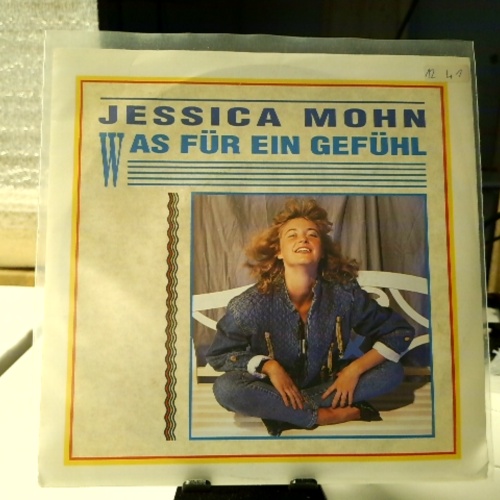 JESSICA MOHN
WAS FÜR EIN GEFÜHL